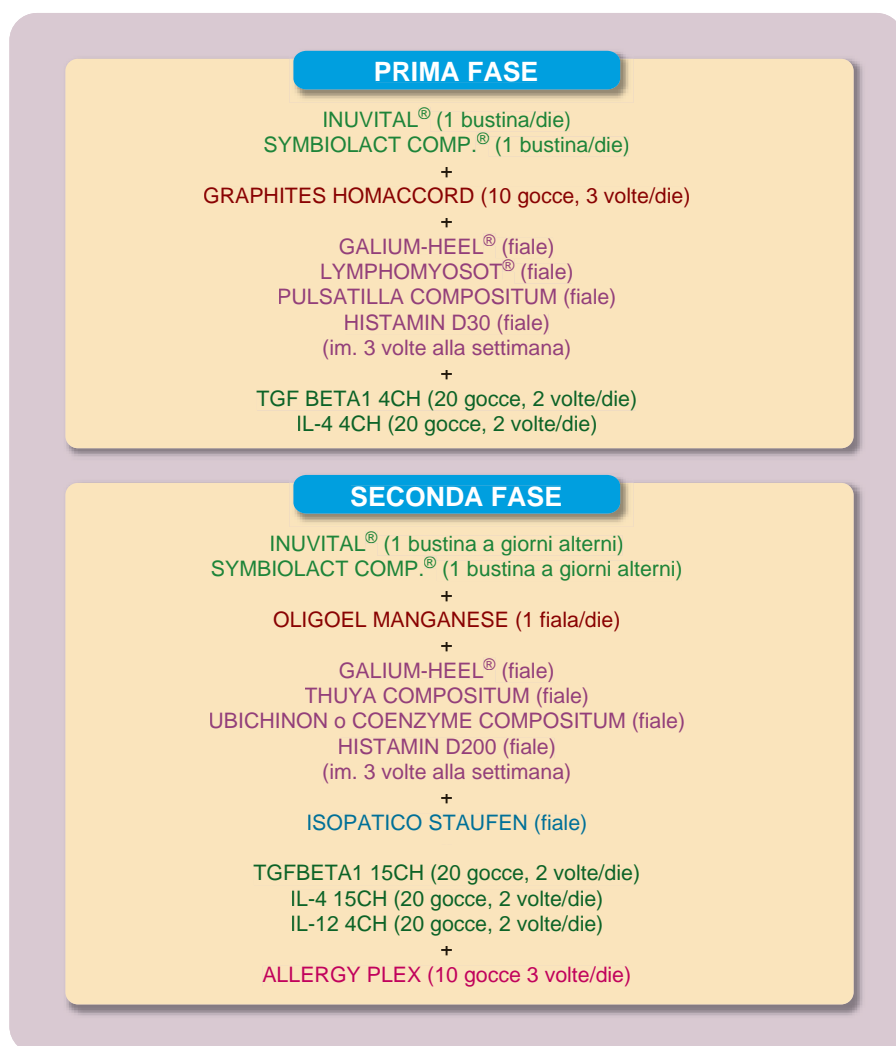 PRIMA FASE
INUVITAL® (1 bustina/die)
SYMBIOLACT COMP.® (1 bustina/die)
+
GRAPHITES HOMACCORD (10 gocce, 3 volte/die)
+
GALIUM-HEEL® (fiale)
LYMPHOMYOSOT® (fiale)
PULSATILLA COMPOSITUM (fiale)
HISTAMIN D30 (fiale)
(im. 3 volte alla settimana)
+
TGF BETA1 4CH (20 gocce, 2 volte/die)
IL-4 4CH (20 gocce, 2 volte/die)
SECONDA FASE
INUVITAL® (1 bustina a giorni alterni)
SYMBIOLACT COMP.® (1 bustina a giorni alterni)
+
OLIGOEL MANGANESE (1 fiala/die)
+
GALIUM-HEEL® (fiale)
THUYA COMPOSITUM (fiale)
UBICHINON o COENZYME COMPOSITUM (fiale)
HISTAMIN D200 (fiale)
(im. 3 volte alla settimana)
+
ISOPATICO STAUFEN (fiale)
TGFBETA1 15CH (20 gocce, 2 volte/die)
IL-4 15CH (20 gocce, 2 volte/die)
IL-12 4CH (20 gocce, 2 volte/die)
+
ALLERGY PLEX (10 gocce 3 volte/die)